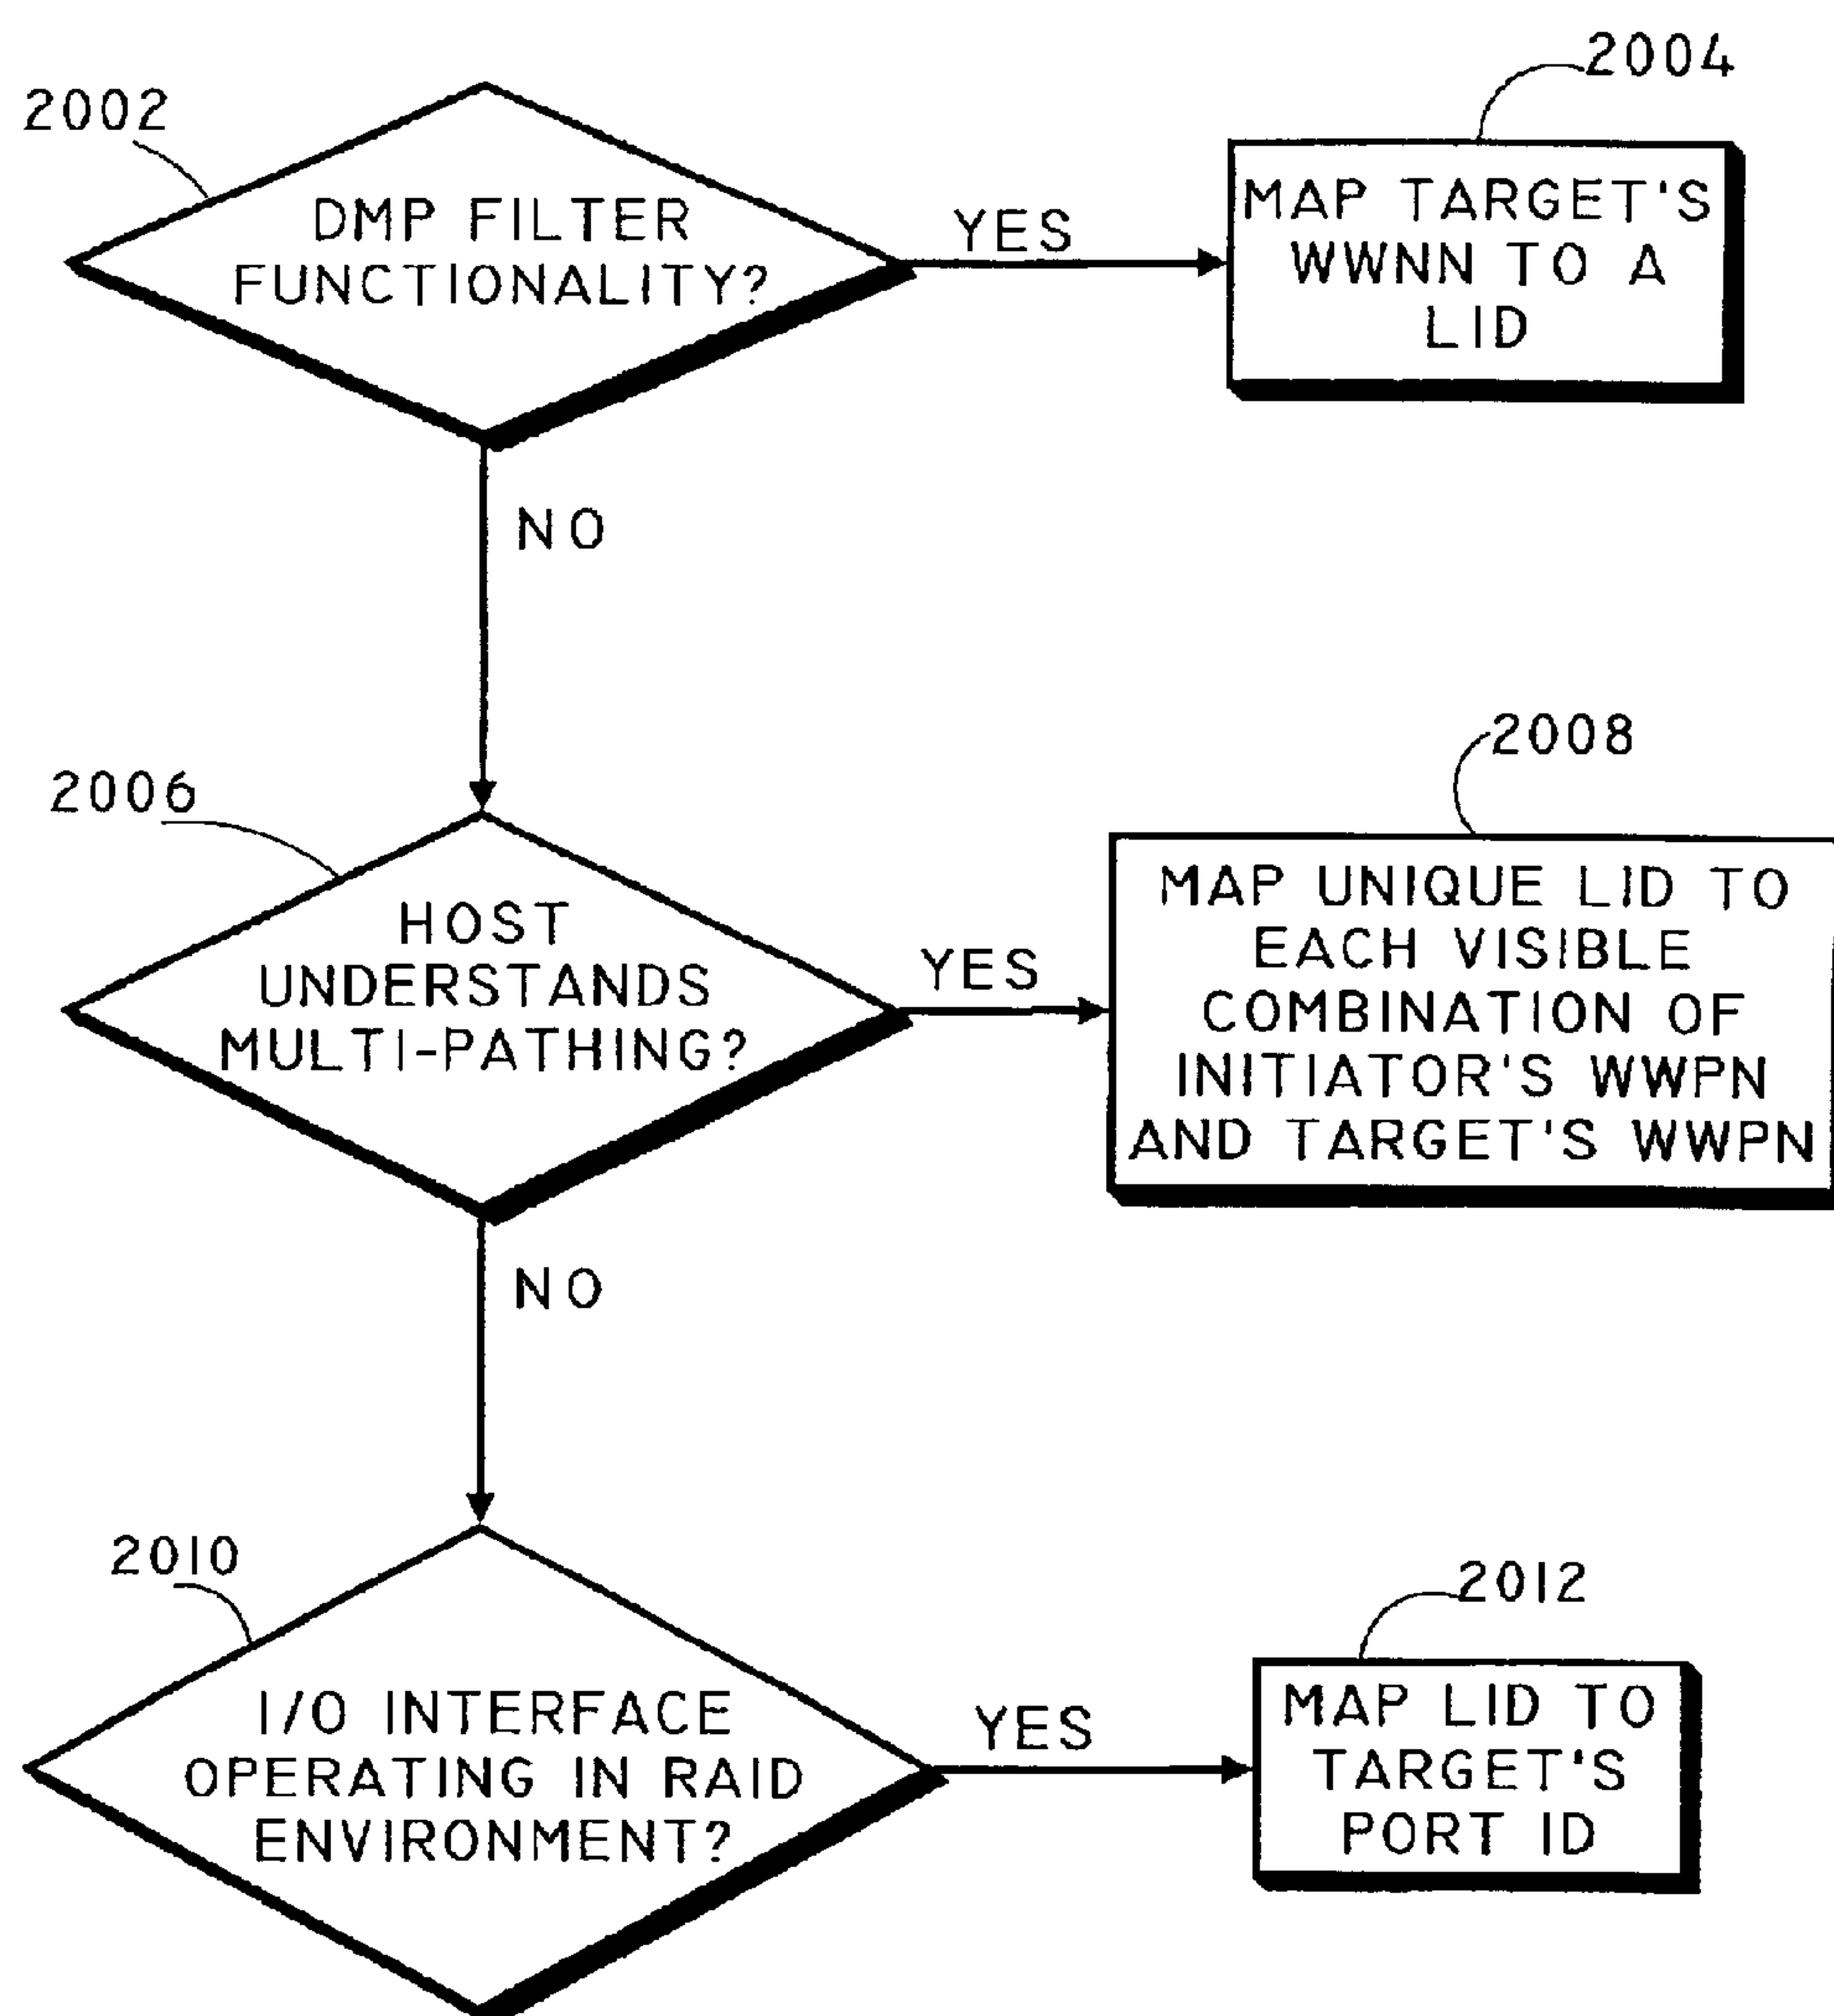 2002
DMP FILTER
FUNCTIONALITY?
YES
2004
MAP TARGET'S
WWNN TO A
LID
NO
2006
HOST
UNDERSTANDS
MULTI-PATHING?
YES
2008
MAP UNIQUE LID TO
EACH VISIBLE
COMBINATION OF
INITIATOR'S WWPN
AND TARGET'S WWPN
NO
2010
I/O INTERFACE
OPERATING IN RAID
ENVIRONMENT?
YES
2012
MAP LID TO
TARGET'S
PORT ID